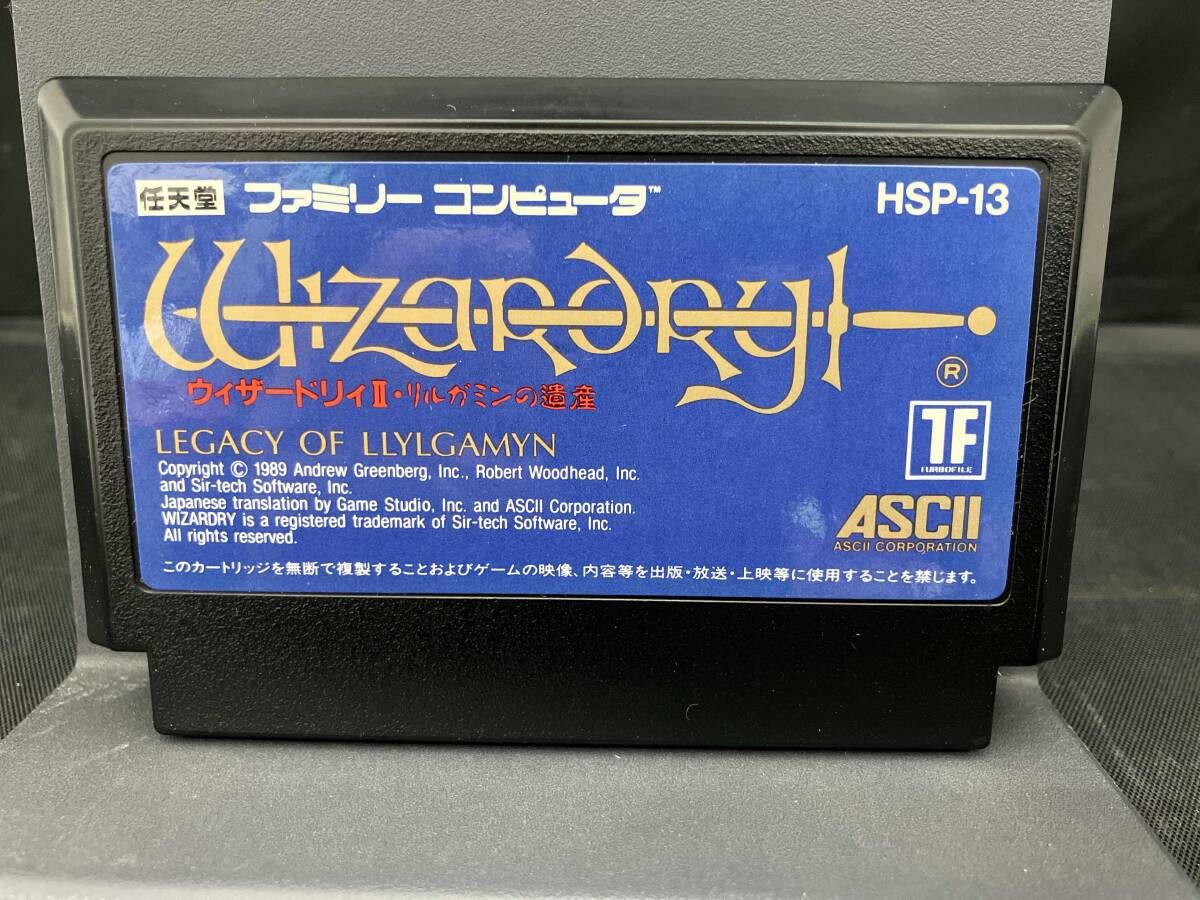 任天堂 ファミリー コンピュータ™ HSP-13
Wizardry
ウィザードリィⅡ・リルガミンの遺産
®
LEGACY OF LLYLGAMYN
Copyright © 1989 Andrew Greenberg, Inc., Robert Woodhead, Inc.
and Sir-tech Software, Inc.
Japanese translation by Game Studio, Inc. and ASCII Corporation.
WIZARDRY is a registered trademark of Sir-tech Software, Inc.
All rights reserved.
TF
TURBOFILE
ASCII
ASCII CORPORATION
このカートリッジを無断で複製することおよびゲームの映像、内容等を出版・放送・上映等に使用することを禁じます。